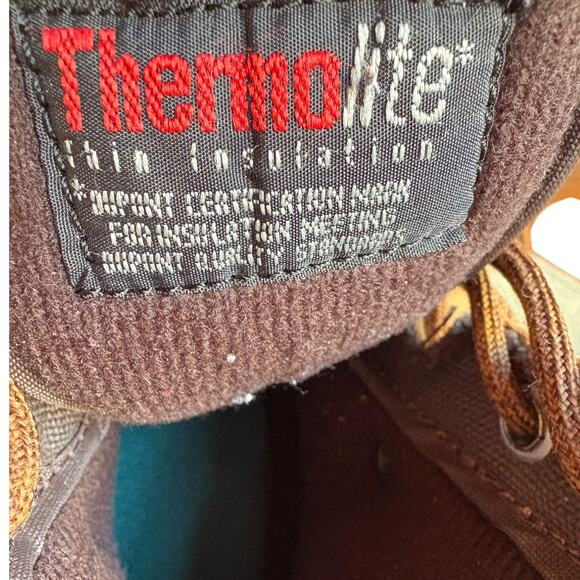 Thermolite*
Thin Insulation
*DUPONT CERTIFICATION MARK
FOR INSULATION MEETING
DUPONT QUALITY STANDARDS